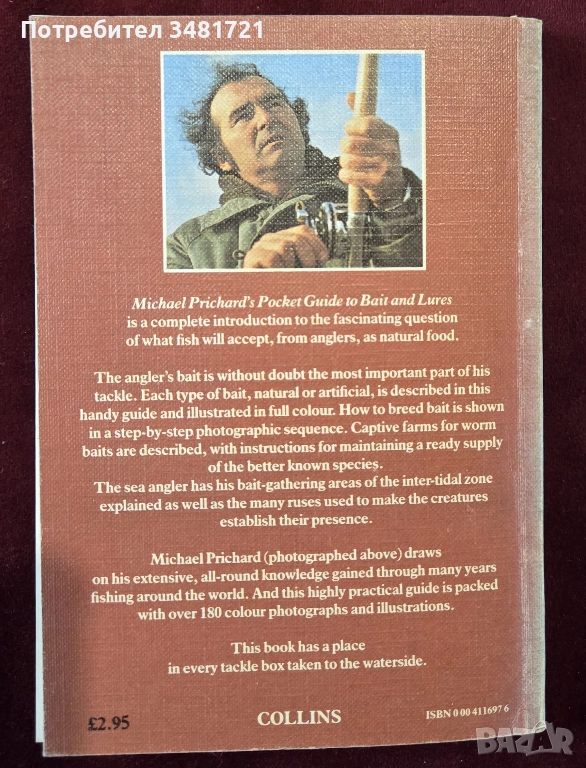 Потребител 3481721
Michael Prichard's Pocket Guide to Bait and Lures
is a complete introduction to the fascinating question
of what fish will accept, from anglers, as natural food.
The angler's bait is without doubt the most important part of his
tackle. Each type of bait, natural or artificial, is described in this
handy guide and illustrated in full colour. How to breed bait is shown
in a step-by-step photographic sequence. Captive farms for worm
baits are described, with instructions for maintaining a ready supply
of the better known species.
The sea angler has his bait-gathering areas of the inter-tidal zone
explained as well as the many ruses used to make the creatures
establish their presence.
Michael Prichard (photographed above) draws
on his extensive, all-round knowledge gained through many years
fishing around the world. And this highly practical guide is packed
with over 180 colour photographs and illustrations.
This book has a place
in every tackle box taken to the waterside.
£2.95
COLLINS
ISBN 0 00 411697 6
BAZAR
www.Bazar.bg